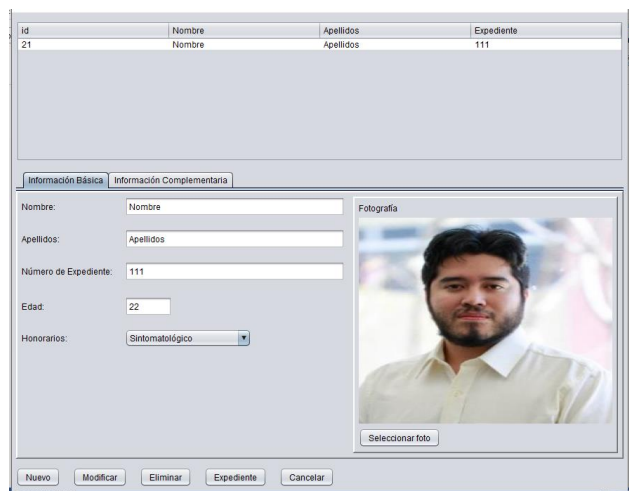 id Nombre Apellidos Expediente
21 Nombre Apellidos 111
Información Básica Información Complementaria
Nombre: Nombre
Fotografía
Apellidos: Apellidos
Número de Expediente: 111
Edad: 22
Honorarios: Sintomatológico
Seleccionar foto
Nuevo Modificar Eliminar Expediente Cancelar